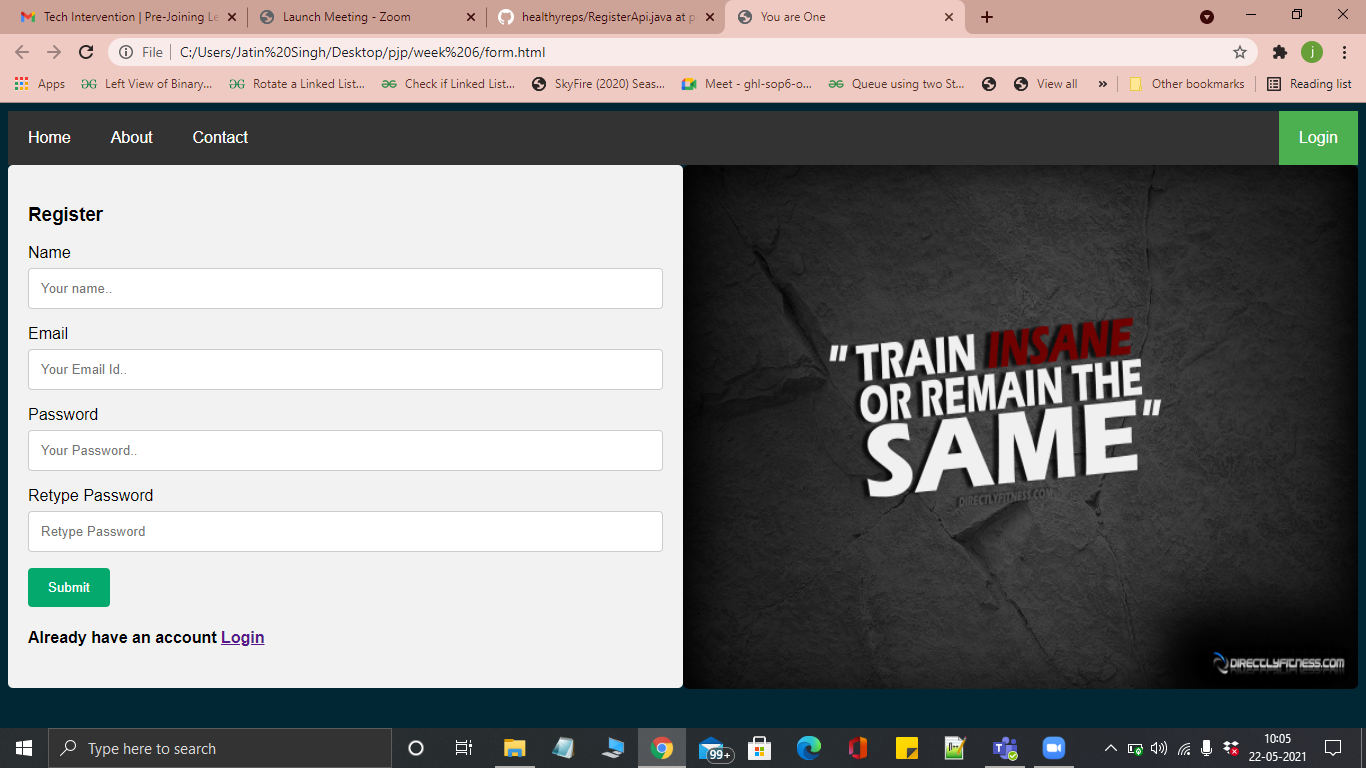 Tech Intervention | Pre-Joining Le
Launch Meeting - Zoom
healthyreps/RegisterApi.java at p
You are One
File
C:/Users/Jatin%20Singh/Desktop/pjp/week%206/form.html
j
Apps
Left View of Binary...
Rotate a Linked List...
Check if Linked List...
SkyFire (2020) Seas...
Meet - ghl-sop6-o...
Queue using two St...
View all
»
Other bookmarks
Reading list
Home
About
Contact
Login
Register
Name
Your name..
Email
Your Email Id..
Password
Your Password..
Retype Password
Retype Password
Submit
Already have an account Login
" TRAIN INSANE
OR REMAIN THE
SAME"
DIRECTLYFITNESS.COM
DIRECTLYFITNESS.COM
Type here to search
99+
10:05
22-05-2021